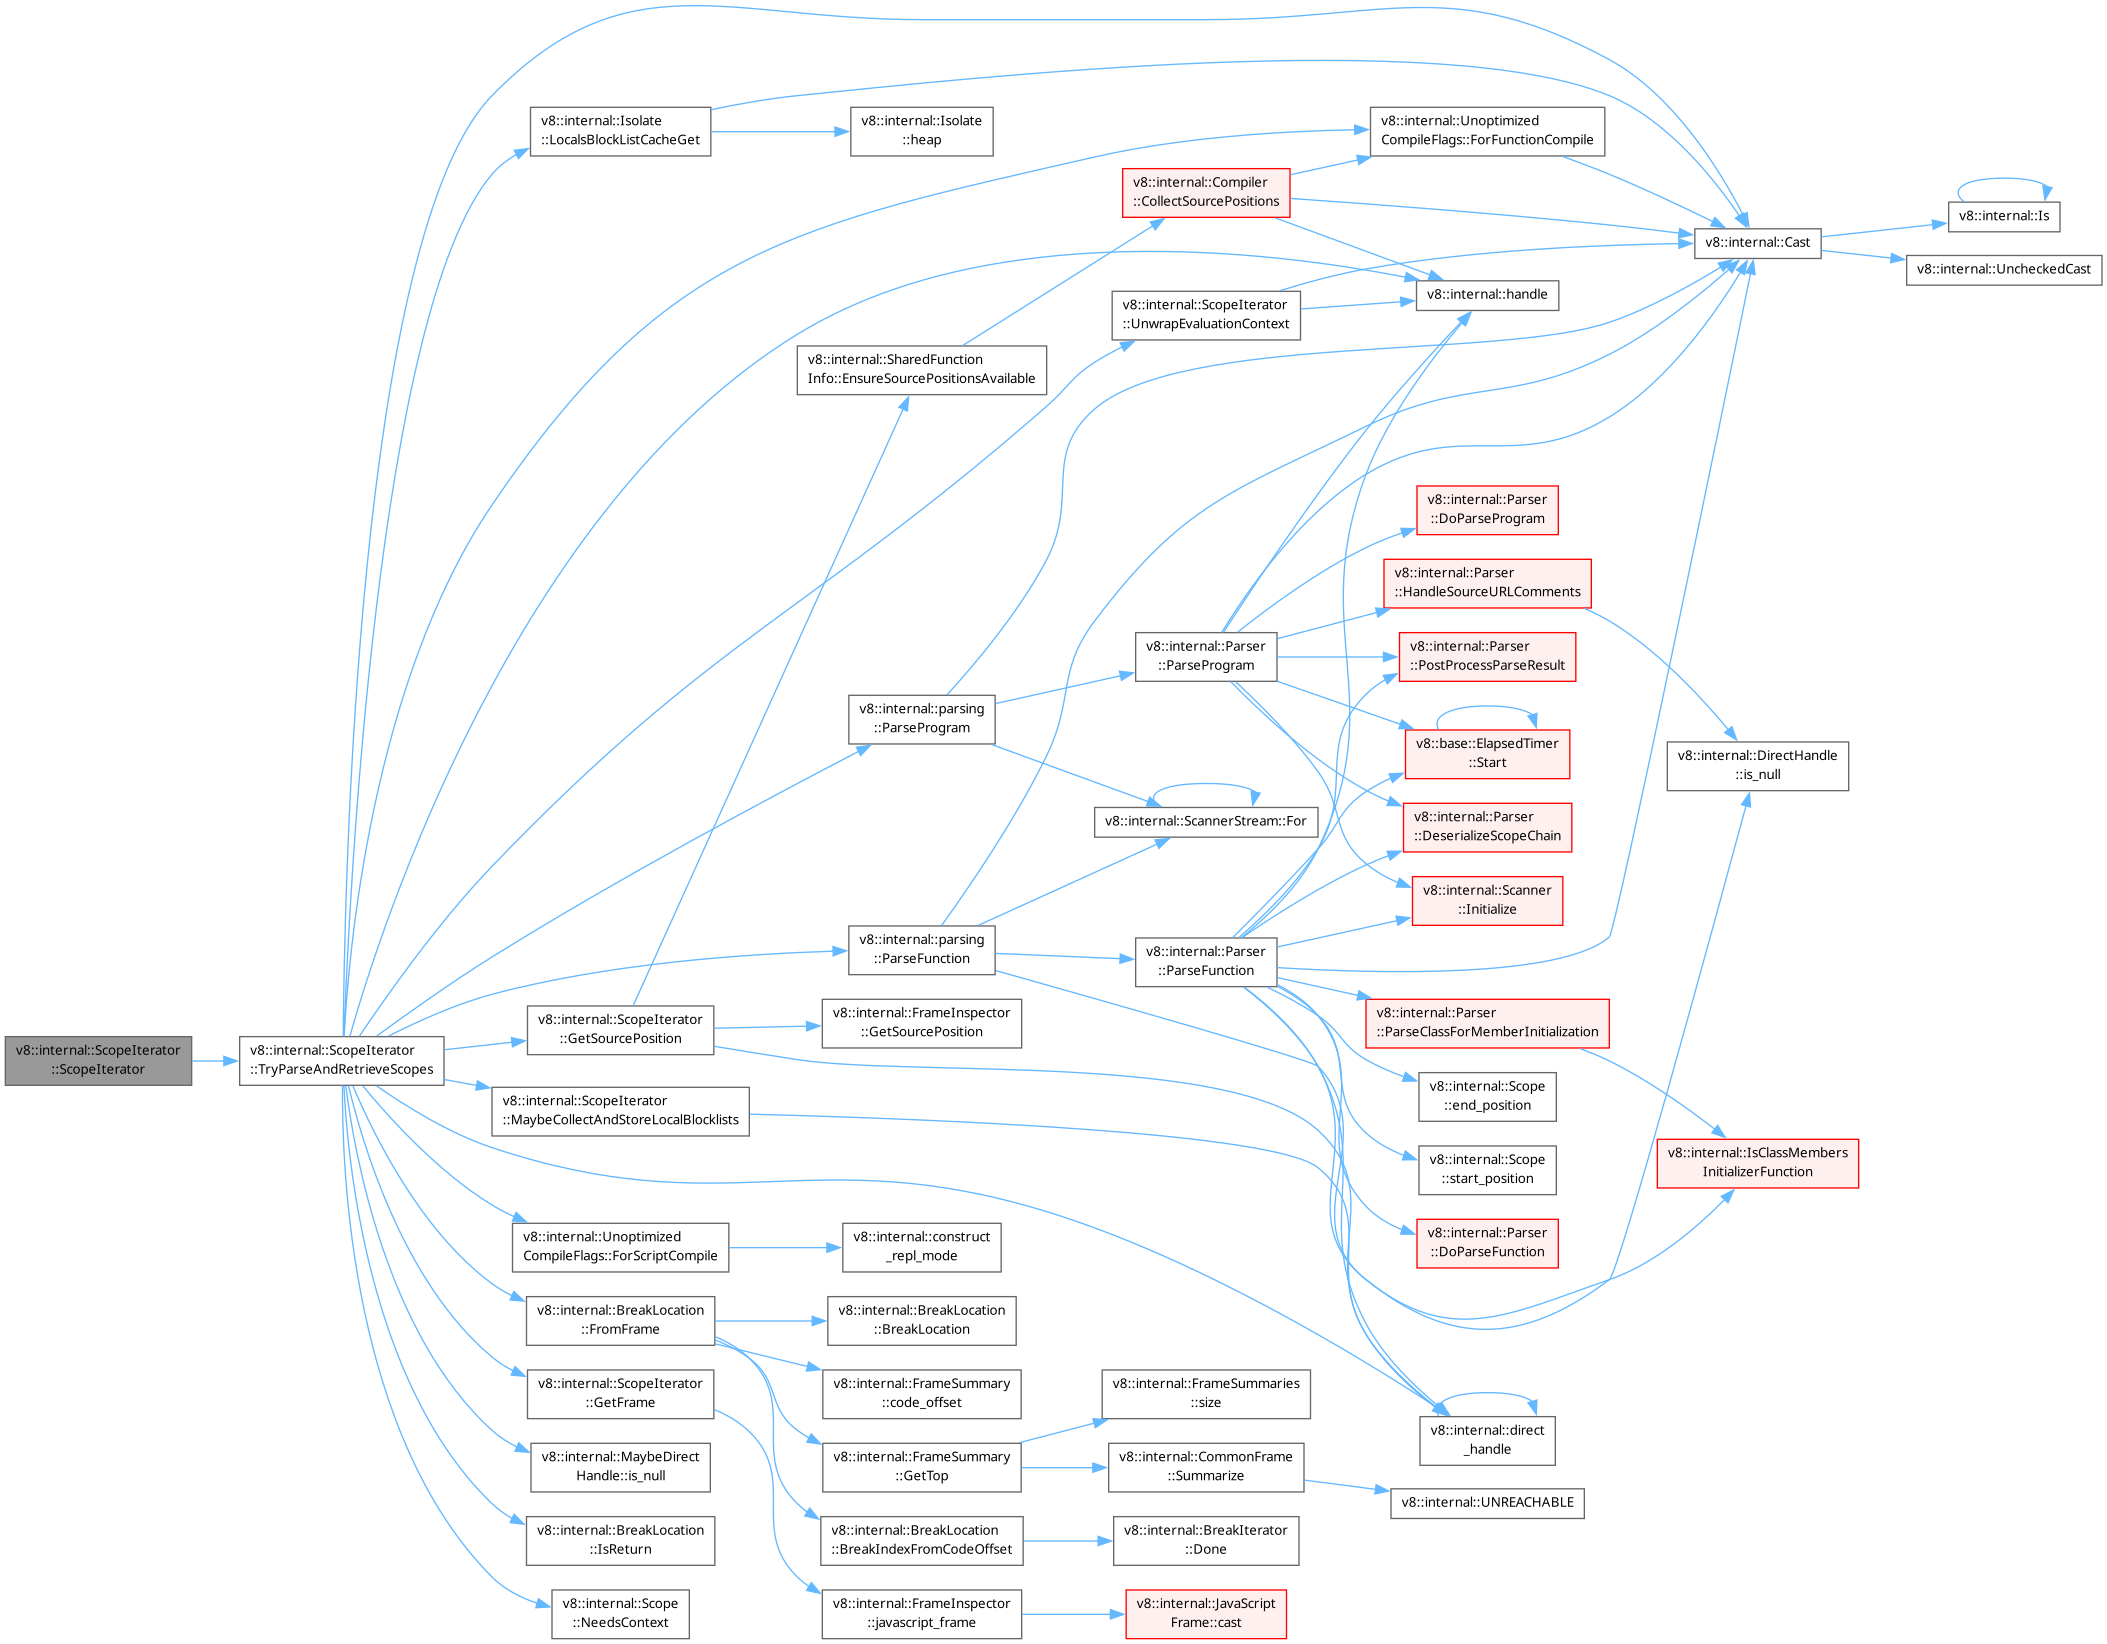 v8::internal::Isolate
::LocalsBlockListCacheGet
v8::internal::Isolate
::heap
v8::internal::Unoptimized
CompileFlags::ForFunctionCompile
v8::internal::Compiler
::CollectSourcePositions
v8::internal::Is
v8::internal::Cast
v8::internal::UncheckedCast
v8::internal::handle
v8::internal::ScopeIterator
::UnwrapEvaluationContext
v8::internal::SharedFunction
Info::EnsureSourcePositionsAvailable
v8::internal::Parser
::DoParseProgram
v8::internal::Parser
::HandleSourceURLComments
v8::internal::Parser
::ParseProgram
v8::internal::Parser
::PostProcessParseResult
v8::internal::parsing
::ParseProgram
v8::base::ElapsedTimer
::Start
v8::internal::DirectHandle
::is_null
v8::internal::ScannerStream::For
v8::internal::Parser
::DeserializeScopeChain
v8::internal::Scanner
::Initialize
v8::internal::parsing
::ParseFunction
v8::internal::Parser
::ParseFunction
v8::internal::ScopeIterator
::GetSourcePosition
v8::internal::FrameInspector
::GetSourcePosition
v8::internal::Parser
::ParseClassForMemberInitialization
v8::internal::ScopeIterator
::ScopeIterator
v8::internal::ScopeIterator
::TryParseAndRetrieveScopes
v8::internal::ScopeIterator
::MaybeCollectAndStoreLocalBlocklists
v8::internal::Scope
::end_position
v8::internal::Scope
::start_position
v8::internal::IsClassMembers
InitializerFunction
v8::internal::Unoptimized
CompileFlags::ForScriptCompile
v8::internal::construct
_repl_mode
v8::internal::Parser
::DoParseFunction
v8::internal::BreakLocation
::FromFrame
v8::internal::BreakLocation
::BreakLocation
v8::internal::ScopeIterator
::GetFrame
v8::internal::FrameSummary
::code_offset
v8::internal::FrameSummaries
::size
v8::internal::direct
_handle
v8::internal::MaybeDirect
Handle::is_null
v8::internal::FrameSummary
::GetTop
v8::internal::CommonFrame
::Summarize
v8::internal::UNREACHABLE
v8::internal::BreakLocation
::IsReturn
v8::internal::BreakLocation
::BreakIndexFromCodeOffset
v8::internal::BreakIterator
::Done
v8::internal::Scope
::NeedsContext
v8::internal::FrameInspector
::javascript_frame
v8::internal::JavaScript
Frame::cast